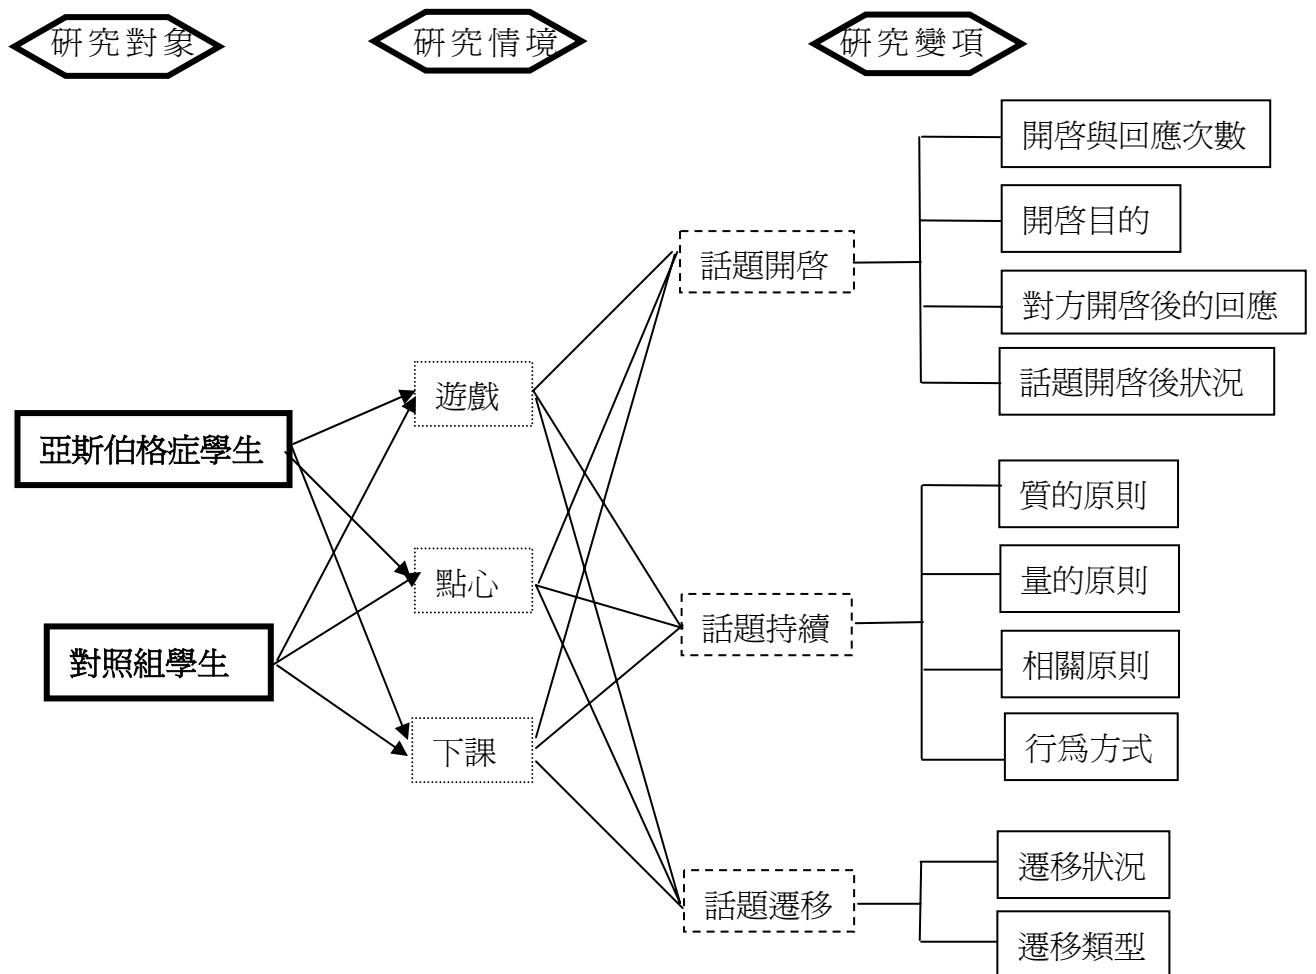 研究對象
研究情境
研究變項
亞斯伯格症學生
對照組學生
遊戲
點心
下課
話題開啓
話題持續
話題遷移
開啓與回應次數
開啓目的
對方開啓後的回應
話題開啓後狀況
質的原則
量的原則
相關原則
行爲方式
遷移狀況
遷移類型